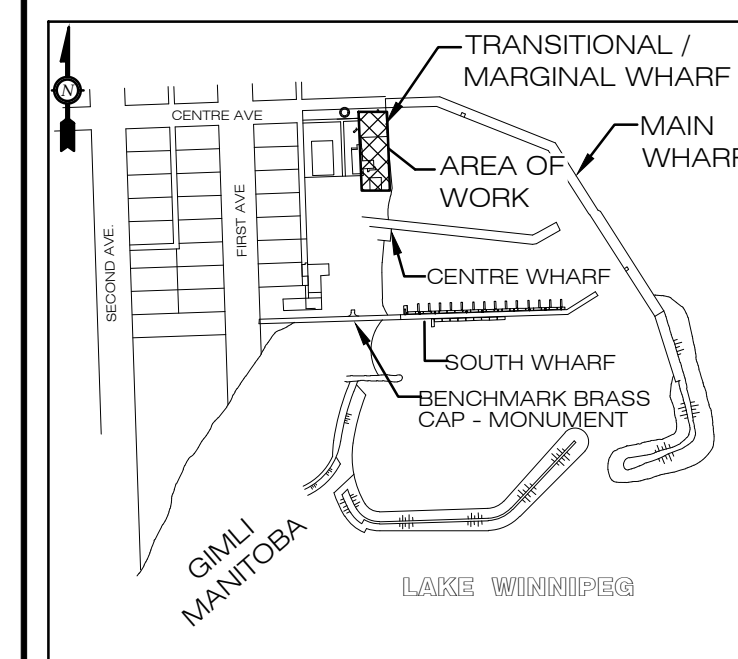 TRANSITIONAL /
MARGINAL WHARF
N
CENTRE AVE
MAIN
WHARF
AREA OF
WORK
SECOND AVE.
FIRST AVE
CENTRE WHARF
SOUTH WHARF
BENCHMARK BRASS
CAP - MONUMENT
GIMLI
MANITOBA
LAKE WINNIPEG